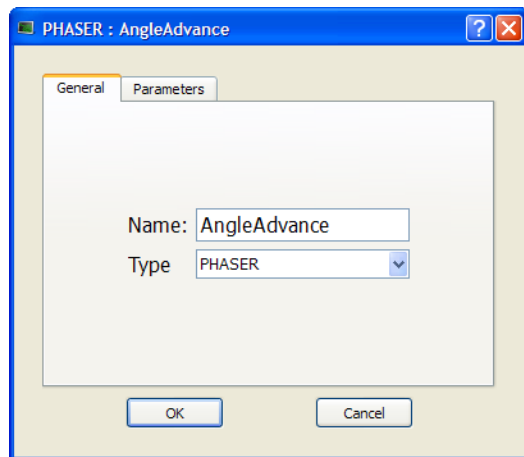 PHASER : AngleAdvance
General Parameters
Name: AngleAdvance
Type PHASER
OK Cancel